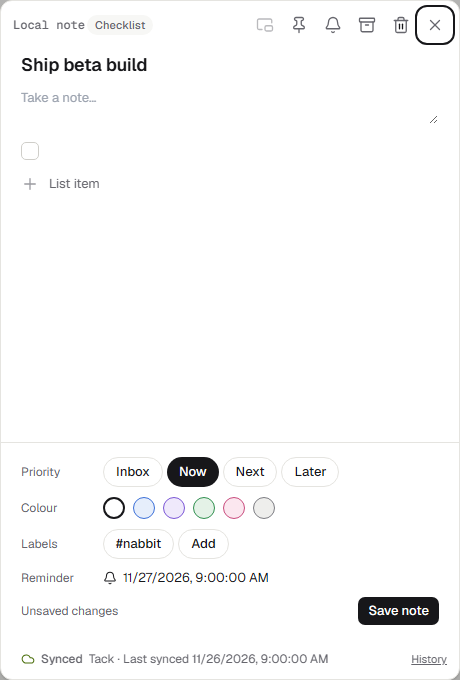 Local note Checklist
Ship beta build
Take a note…
List item
Priority Inbox Now Next Later
Colour
Labels #nabbit Add
Reminder 11/27/2026, 9:00:00 AM
Unsaved changes Save note
Synced Tack · Last synced 11/26/2026, 9:00:00 AM History